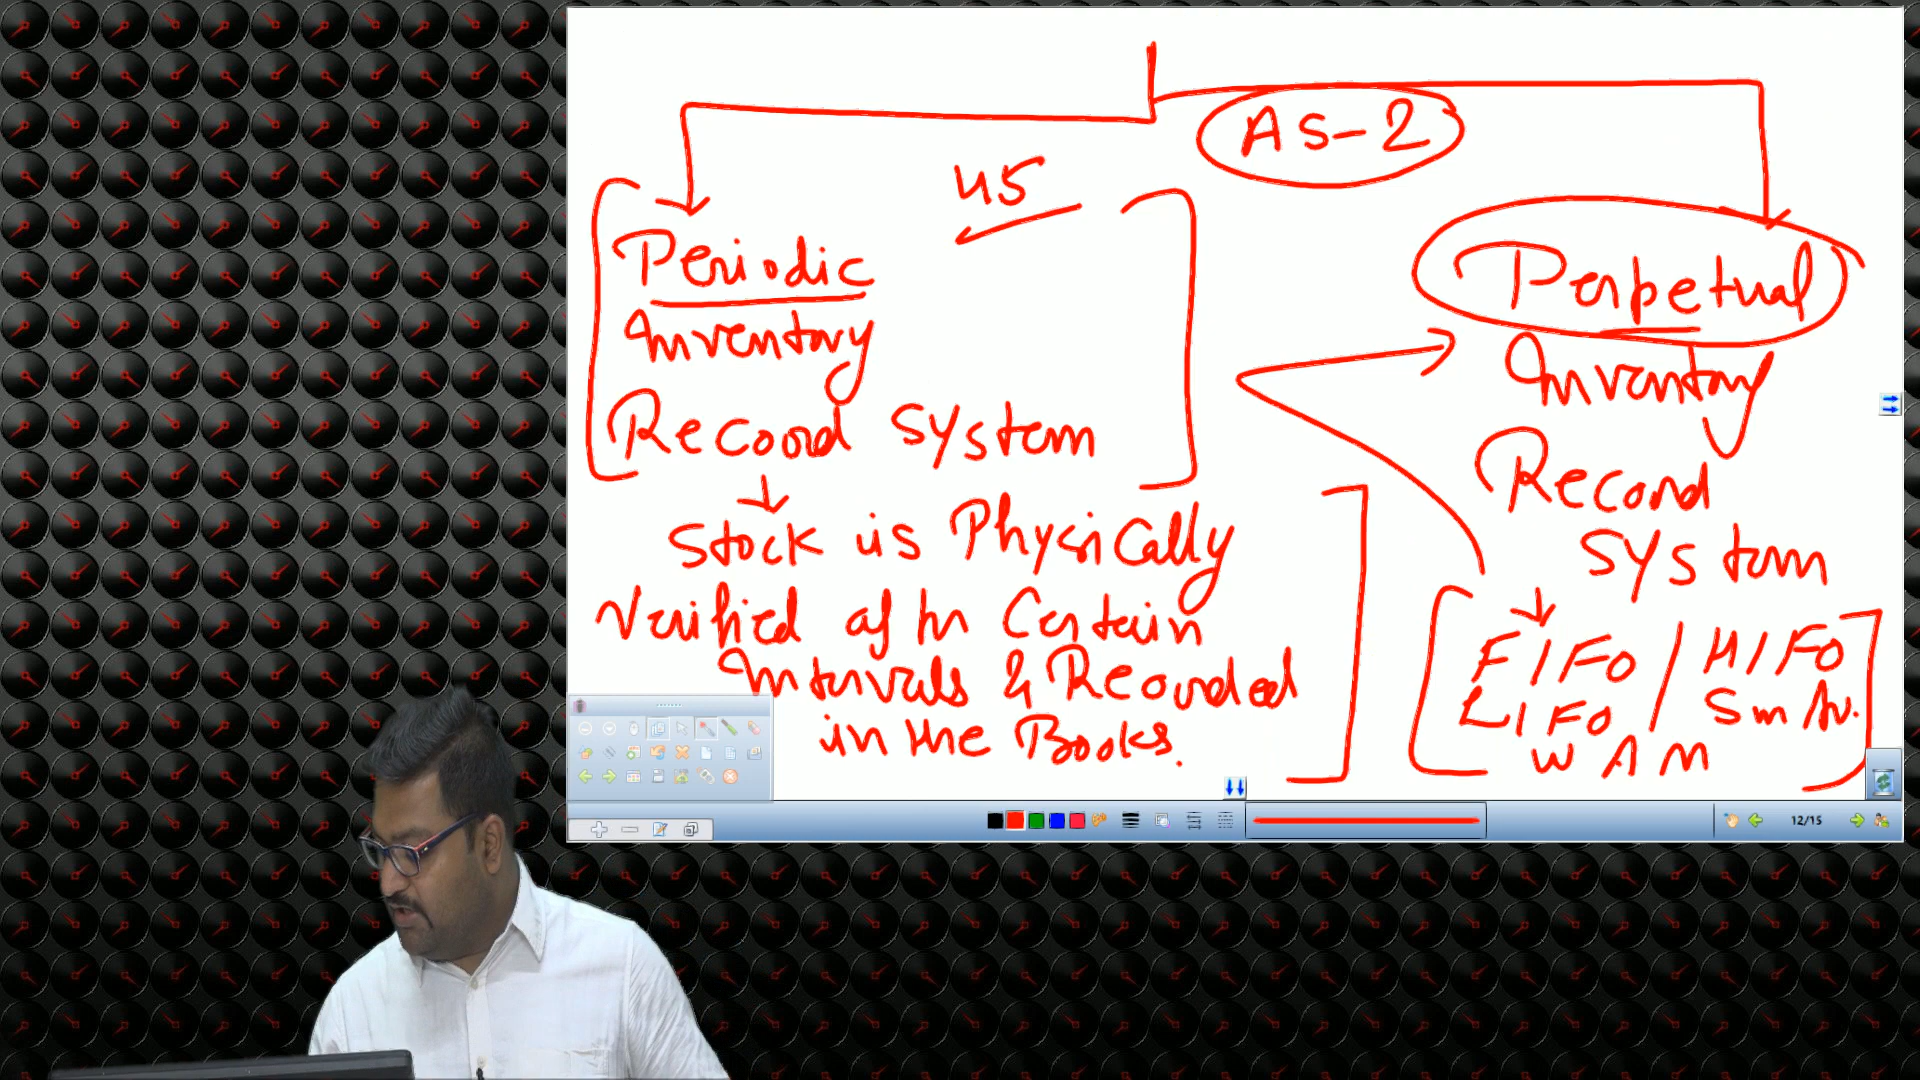 AS-2
45
Periodic
Inventory
Record System
Stock is Physically
Verified after Certain
Intervals & Recorded
in the Books.
Perpetual
Inventory
Record
System
FIFO / HIFO
LIFO / Sm Av.
WAM
12/15